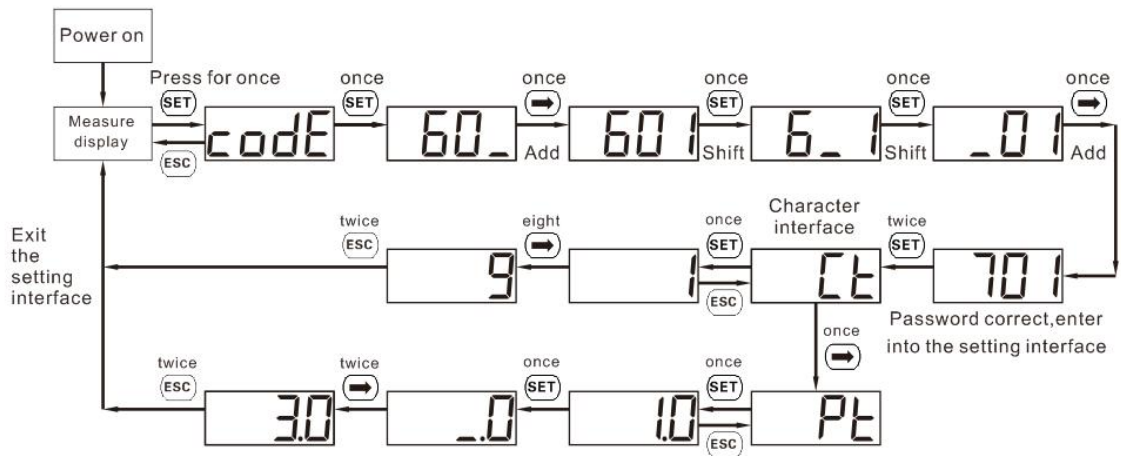 Power on
Press for once
once
once
once
once
once
SET
SET
➡
SET
SET
➡
Measure
display
codE
60_
601
6_1
_01
ESC
Add
Shift
Shift
Add
Character
interface
twice
eight
once
twice
ESC
➡
SET
SET
Exit
the
setting
interface
9
1
Ct
701
ESC
Password correct,enter
into the setting interface
once
➡
twice
twice
once
once
ESC
➡
SET
SET
3.0
_.0
1.0
Pt
ESC